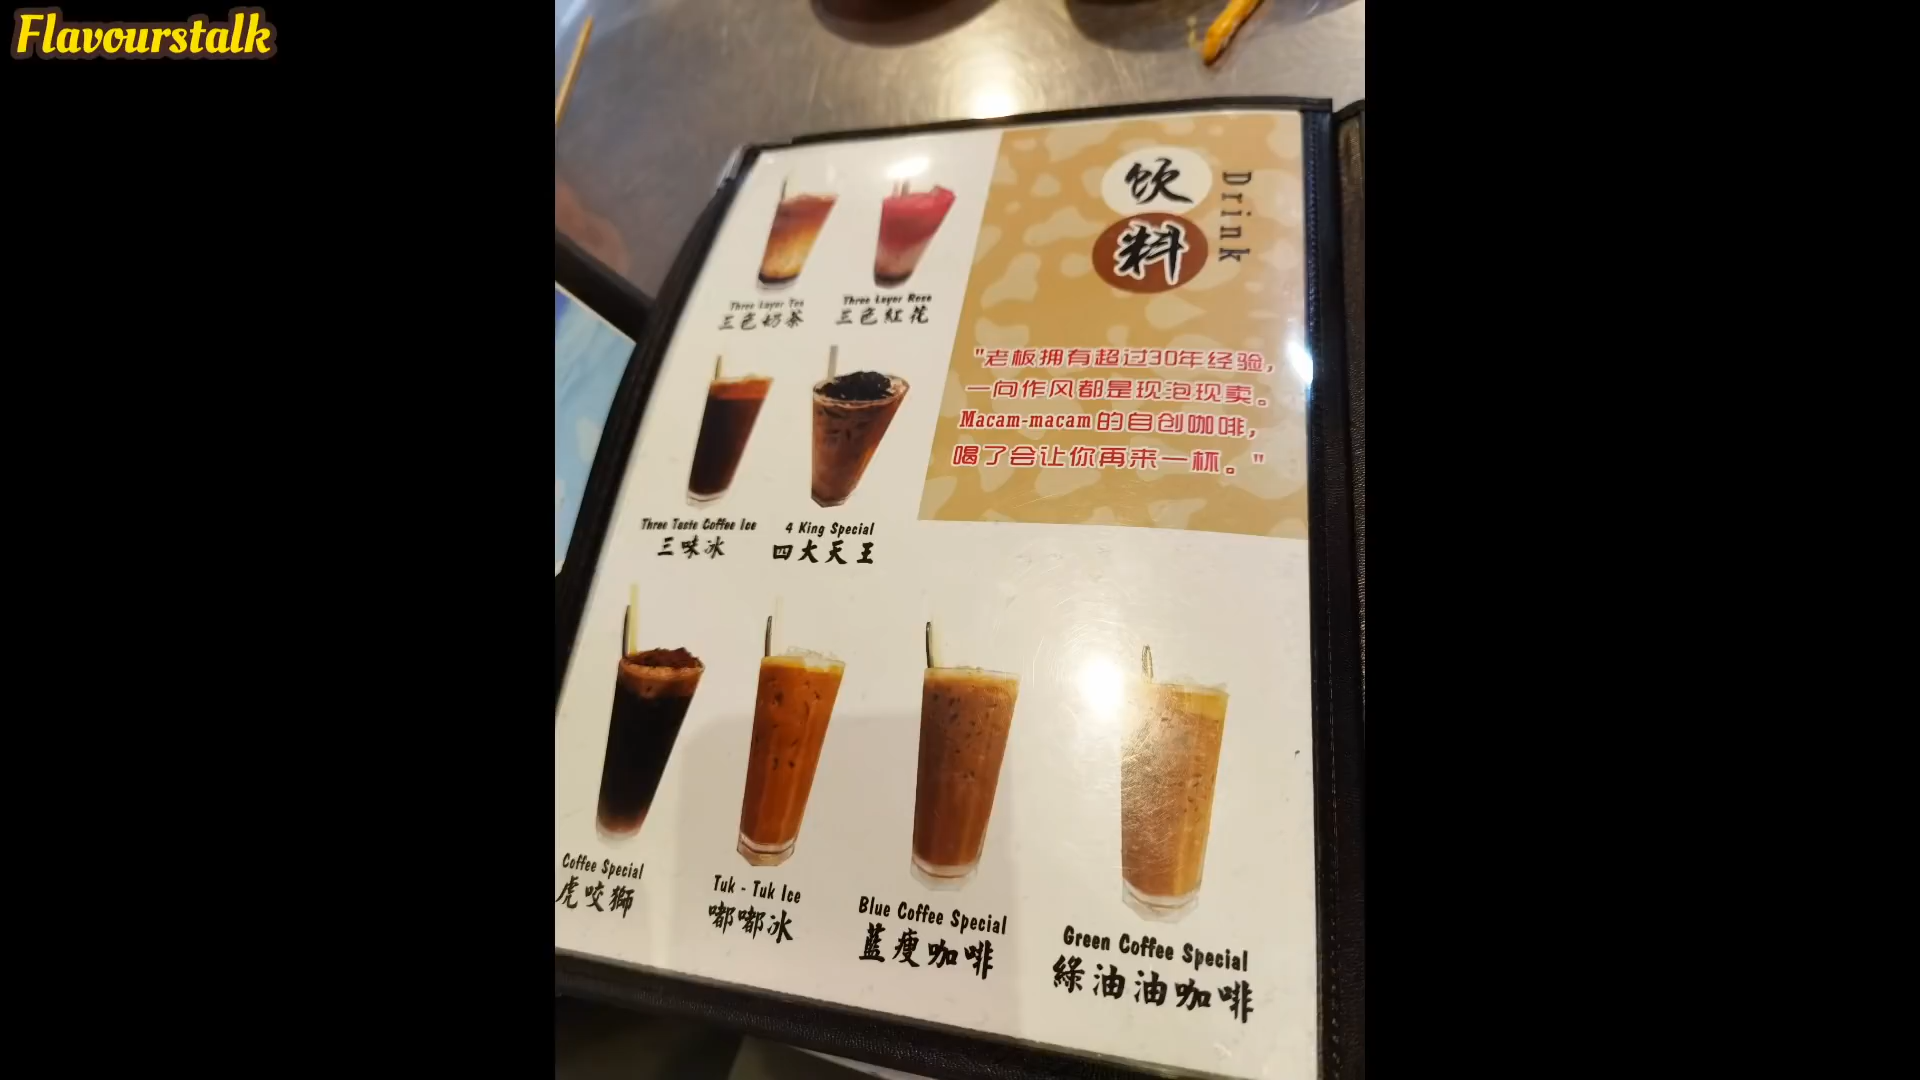 Flavourstalk
饮料
Drink
Three Layer Tea
三色奶茶
Three Layer Rose
三色紅花
"老板拥有超过30年经验,
一向作风都是现泡现卖。
Macam-macam的自创咖啡,
喝了会让你再来一杯。"
Three Taste Coffee Ice
三味冰
4 King Special
四大天王
Coffee Special
虎咬獅
Tuk - Tuk Ice
嘟嘟冰
Blue Coffee Special
藍瘦咖啡
Green Coffee Special
綠油油咖啡